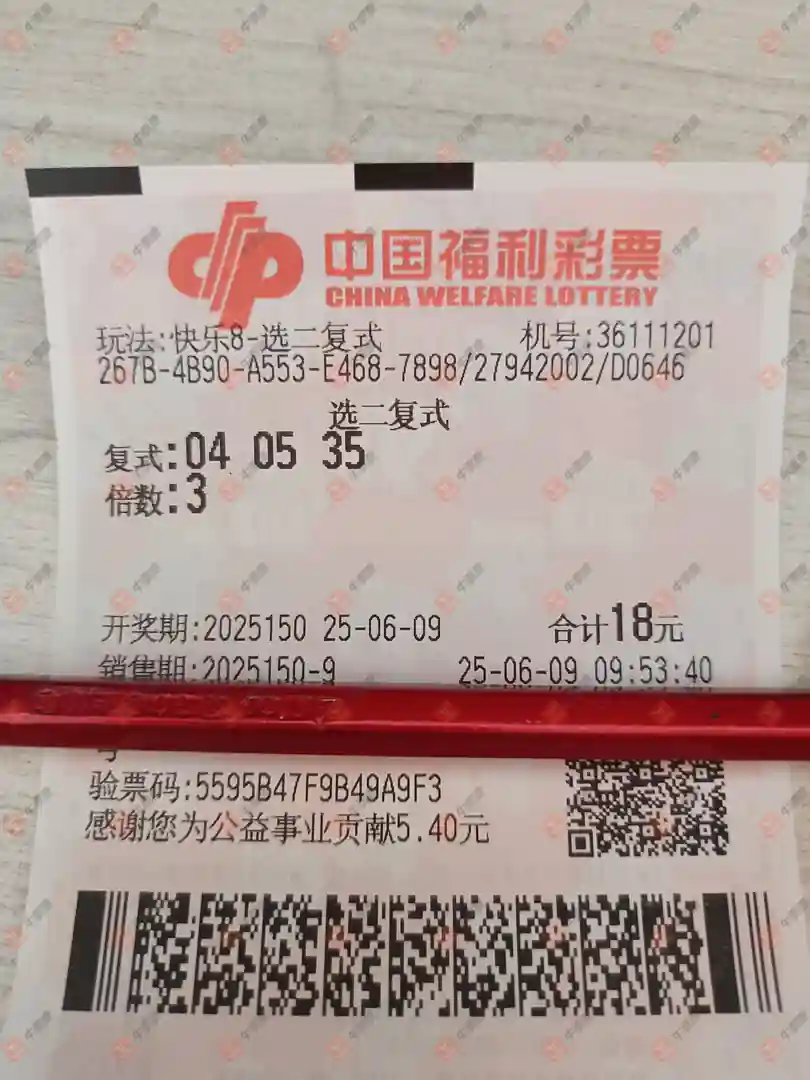 中国福利彩票
CHINA WELFARE LOTTERY
玩法:快乐8-选二复式 机号:36111201
267B-4B90-A553-E468-7898/27942002/D0646
选二复式
复式:04 05 35
倍数:3
开奖期:2025150 25-06-09 合计18元
销售期:2025150-9 25-06-09 09:53:40
验票码:5595B47F9B49A9F3
感谢您为公益事业贡献5.40元